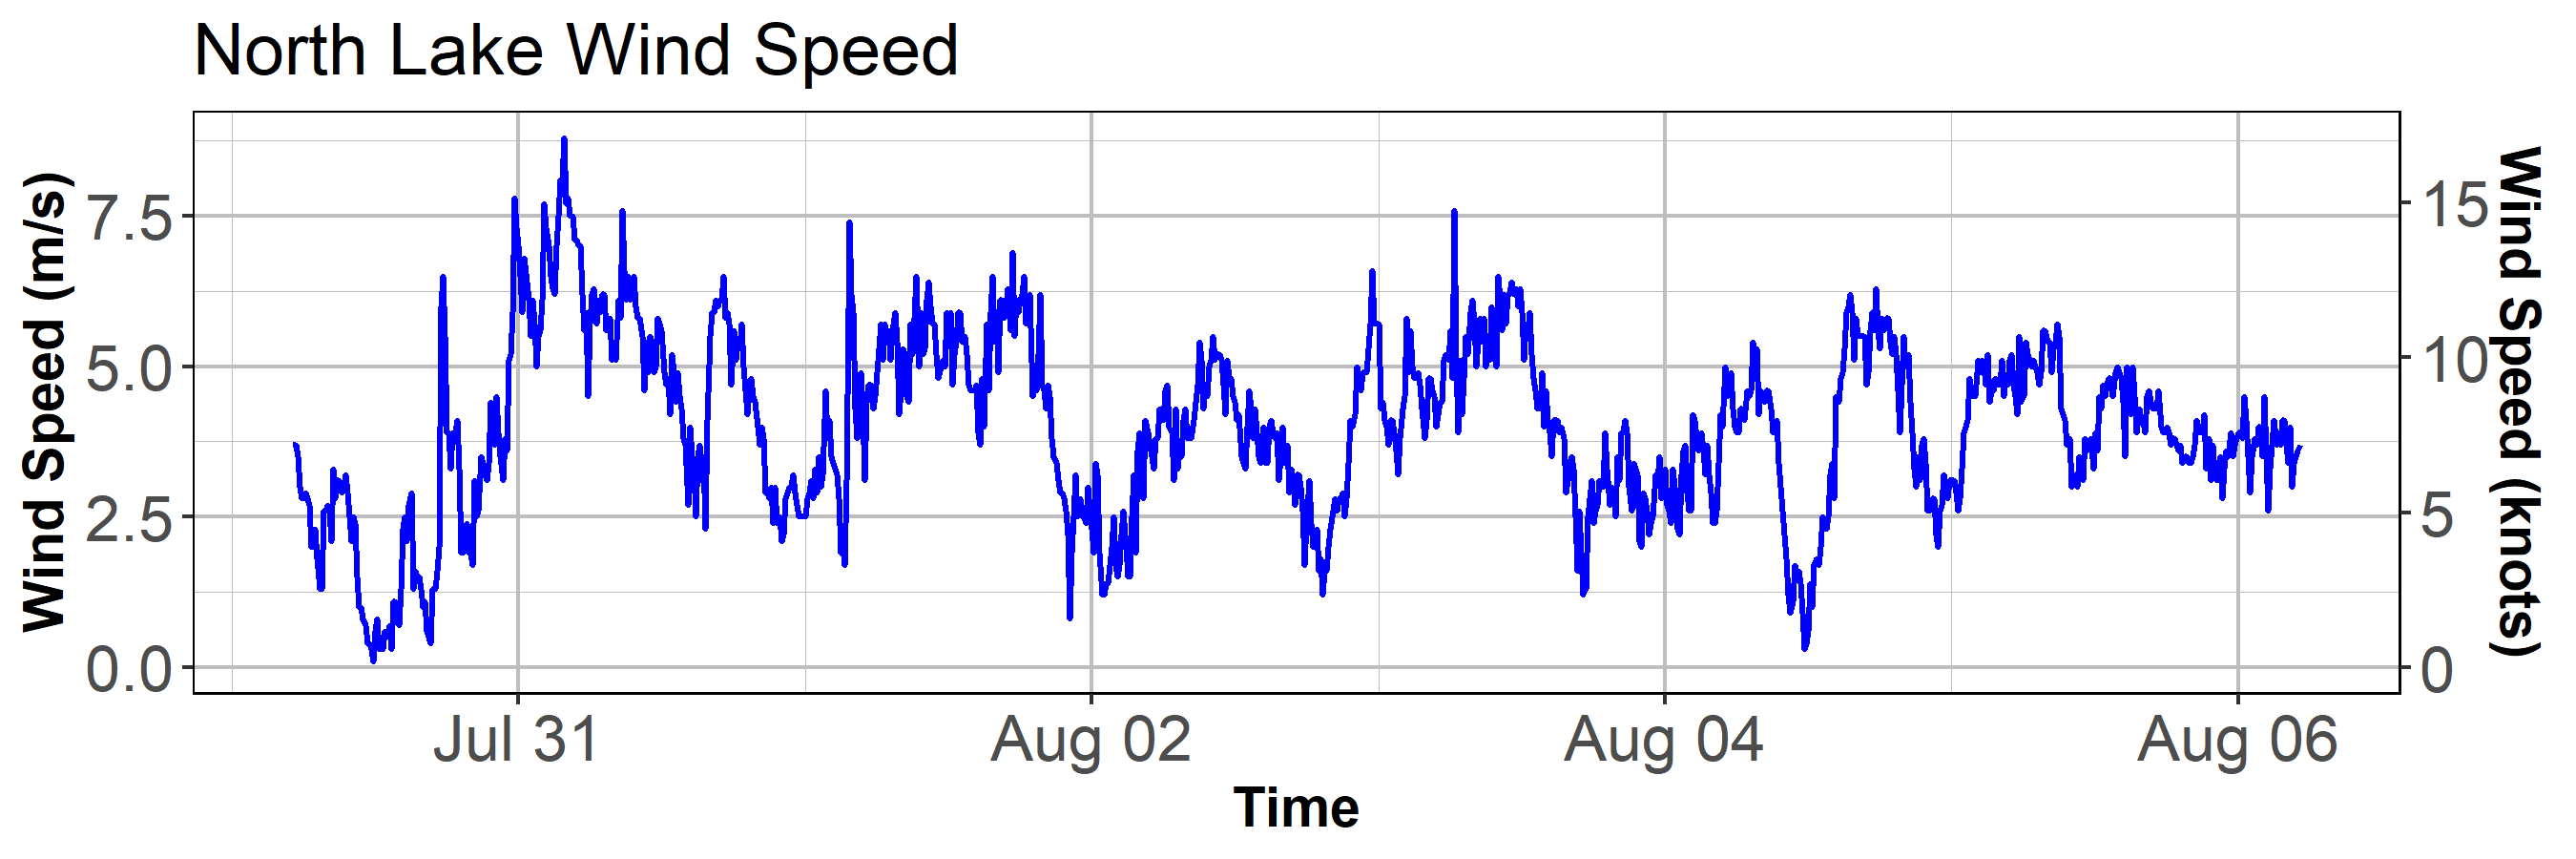 North Lake Wind Speed
Wind Speed (m/s)
7.5
5.0
2.5
0.0
15
10
5
0
Wind Speed (knots)
Jul 31
Aug 02
Aug 04
Aug 06
Time